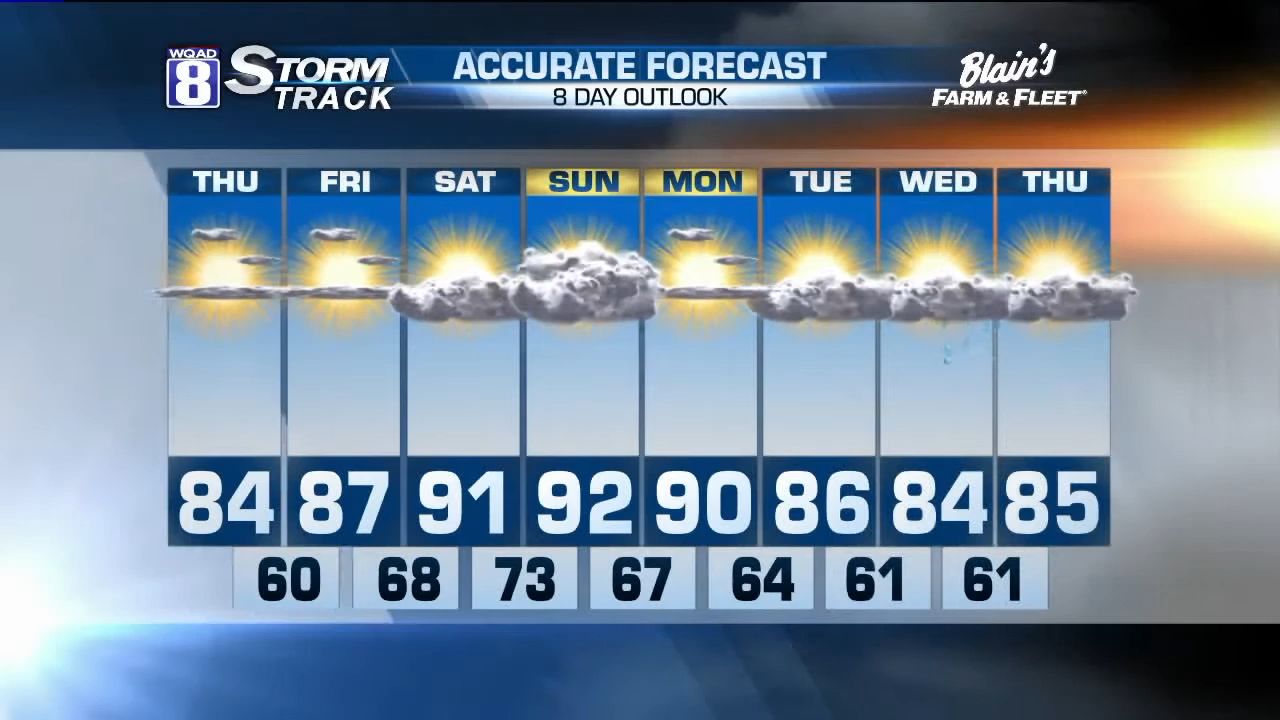 WQAD
8
STORM
TRACK
ACCURATE FORECAST
8 DAY OUTLOOK
Blain's
FARM & FLEET®
THU FRI SAT SUN MON TUE WED THU
84 87 91 92 90 86 84 85
60 68 73 67 64 61 61